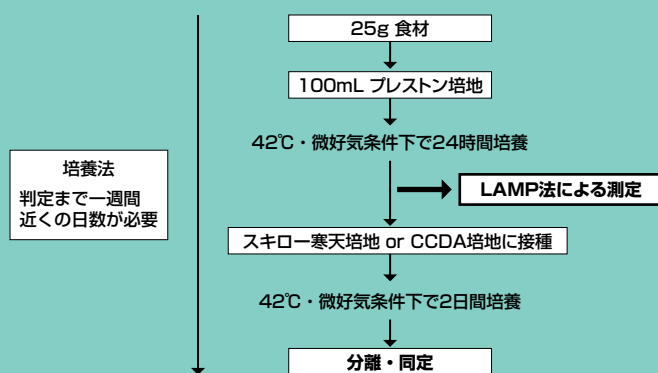 25g 食材
100mL プレストン培地
42℃・微好気条件下で24時間培養
培養法
判定まで一週間
近くの日数が必要
LAMP法による測定
スキロー寒天培地 or CCDA培地に接種
42℃・微好気条件下で2日間培養
分離・同定